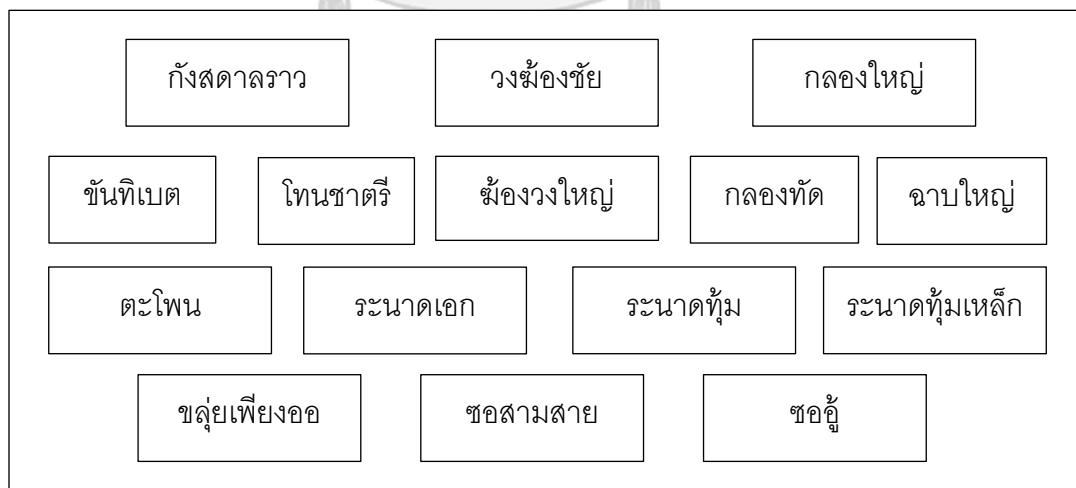 กังสดาลราว วงฆ้องชัย กลองใหญ่
ขันทิเบต โทนชาตรี ฆ้องวงใหญ่ กลองทัด ฉาบใหญ่
ตะโพน ระนาดเอก ระนาดทุ้ม ระนาดทุ้มเหล็ก
ขลุ่ยเพียงออ ซอสามสาย ซออู้